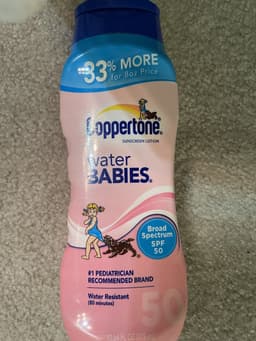 33% MORE
for 8oz Price
Coppertone®
SUNSCREEN LOTION
water
BABIES®
Broad
Spectrum
SPF
50
#1 PEDIATRICIAN
RECOMMENDED BRAND
Water Resistant
(80 minutes)
50